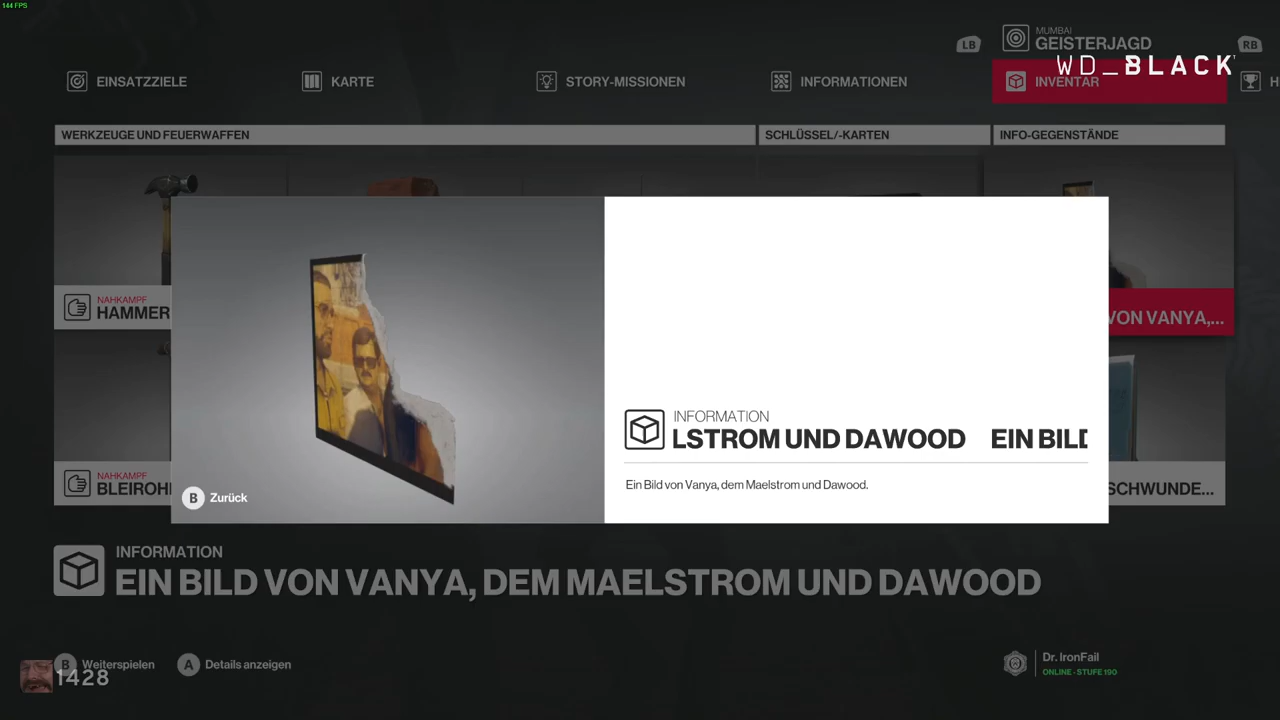 144 FPS
LB
MUMBAI
GEISTERJAGD
RB
WD_BLACK
EINSATZZIELE
KARTE
STORY-MISSIONEN
INFORMATIONEN
INVENTAR
H
WERKZEUGE UND FEUERWAFFEN
SCHLÜSSEL/-KARTEN
INFO-GEGENSTÄNDE
NAHKAMPF
HAMMER
VON VANYA,...
INFORMATION
LSTROM UND DAWOOD EIN BILD
Ein Bild von Vanya, dem Maelstrom und Dawood.
NAHKAMPF
BLEIROH
B Zurück
SCHWUNDE...
INFORMATION
EIN BILD VON VANYA, DEM MAELSTROM UND DAWOOD
B Weiterspielen
A Details anzeigen
1428
Dr. IronFail
ONLINE - STUFE 190